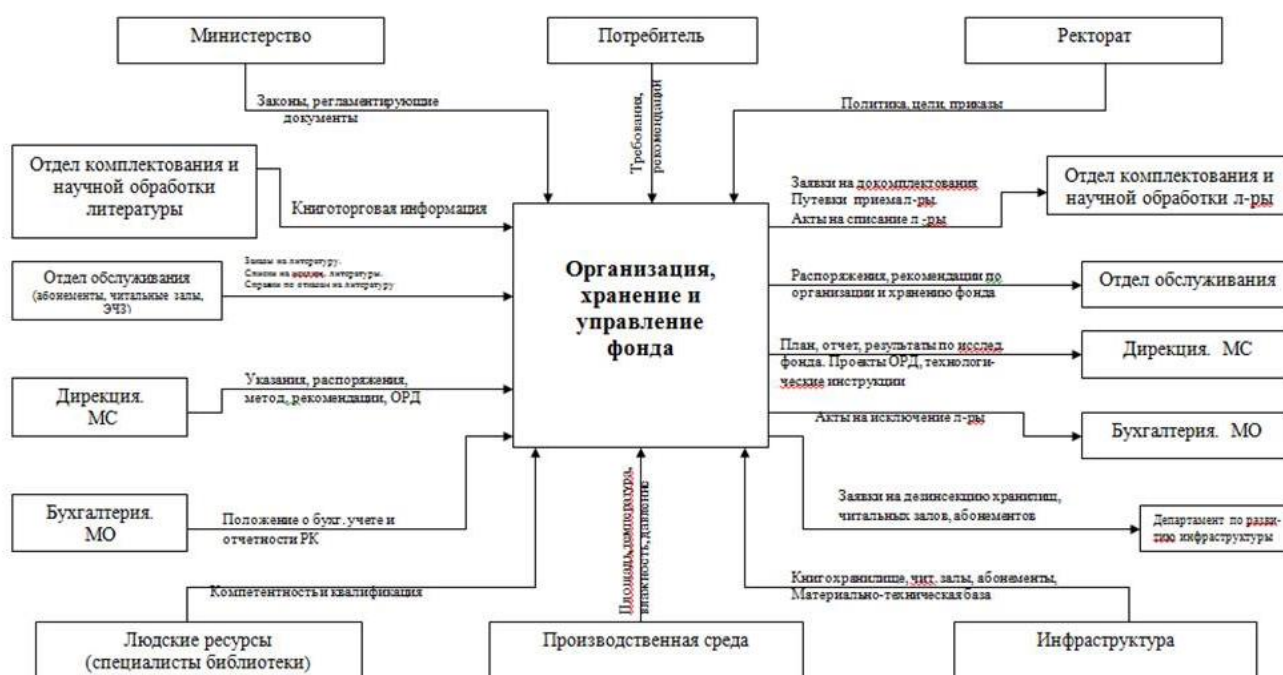 Министерство
Потребитель
Ректорат
Законы, регламентирующие
документы
Требования,
рекомендации
Политика, цели, приказы
Отдел комплектования и
научной обработки
литературы
Книготорговая информация
Заявки на докомплектования
Путевки приема л-ры.
Акты на списание л -ры
Отдел комплектования и
научной обработки л-ры
Отдел обслуживания
(абонементы, читальные залы,
ЭЧЗ)
Заказы на литературу.
Списки на литературы.
Справки по отказам на литературу
Организация,
хранение и
управление
фонда
Распоряжения, рекомендации по
организации и хранению фонда
Отдел обслуживания
Дирекция.
МС
Указания, распоряжения,
метод, рекомендации, ОРД
План, отчет, результаты по исслед.
фонда. Проекты ОРД, технологи-
ческие инструкции
Дирекция. МС
Акты на исключение л-ры
Бухгалтерия. МО
Бухгалтерия.
МО
Положение о бухг. учете и
отчетности РК
Заявки на дезинсекцию хранилищ,
читальных залов, абонементов
Департамент по разви-
тию инфраструктуры
Компетентность и квалификация
Площадь, температура,
влажность, давление
Книгохранилище, чит. залы, абонементы,
Материально-техническая база
Людские ресурсы
(специалисты библиотеки)
Производственная среда
Инфраструктура